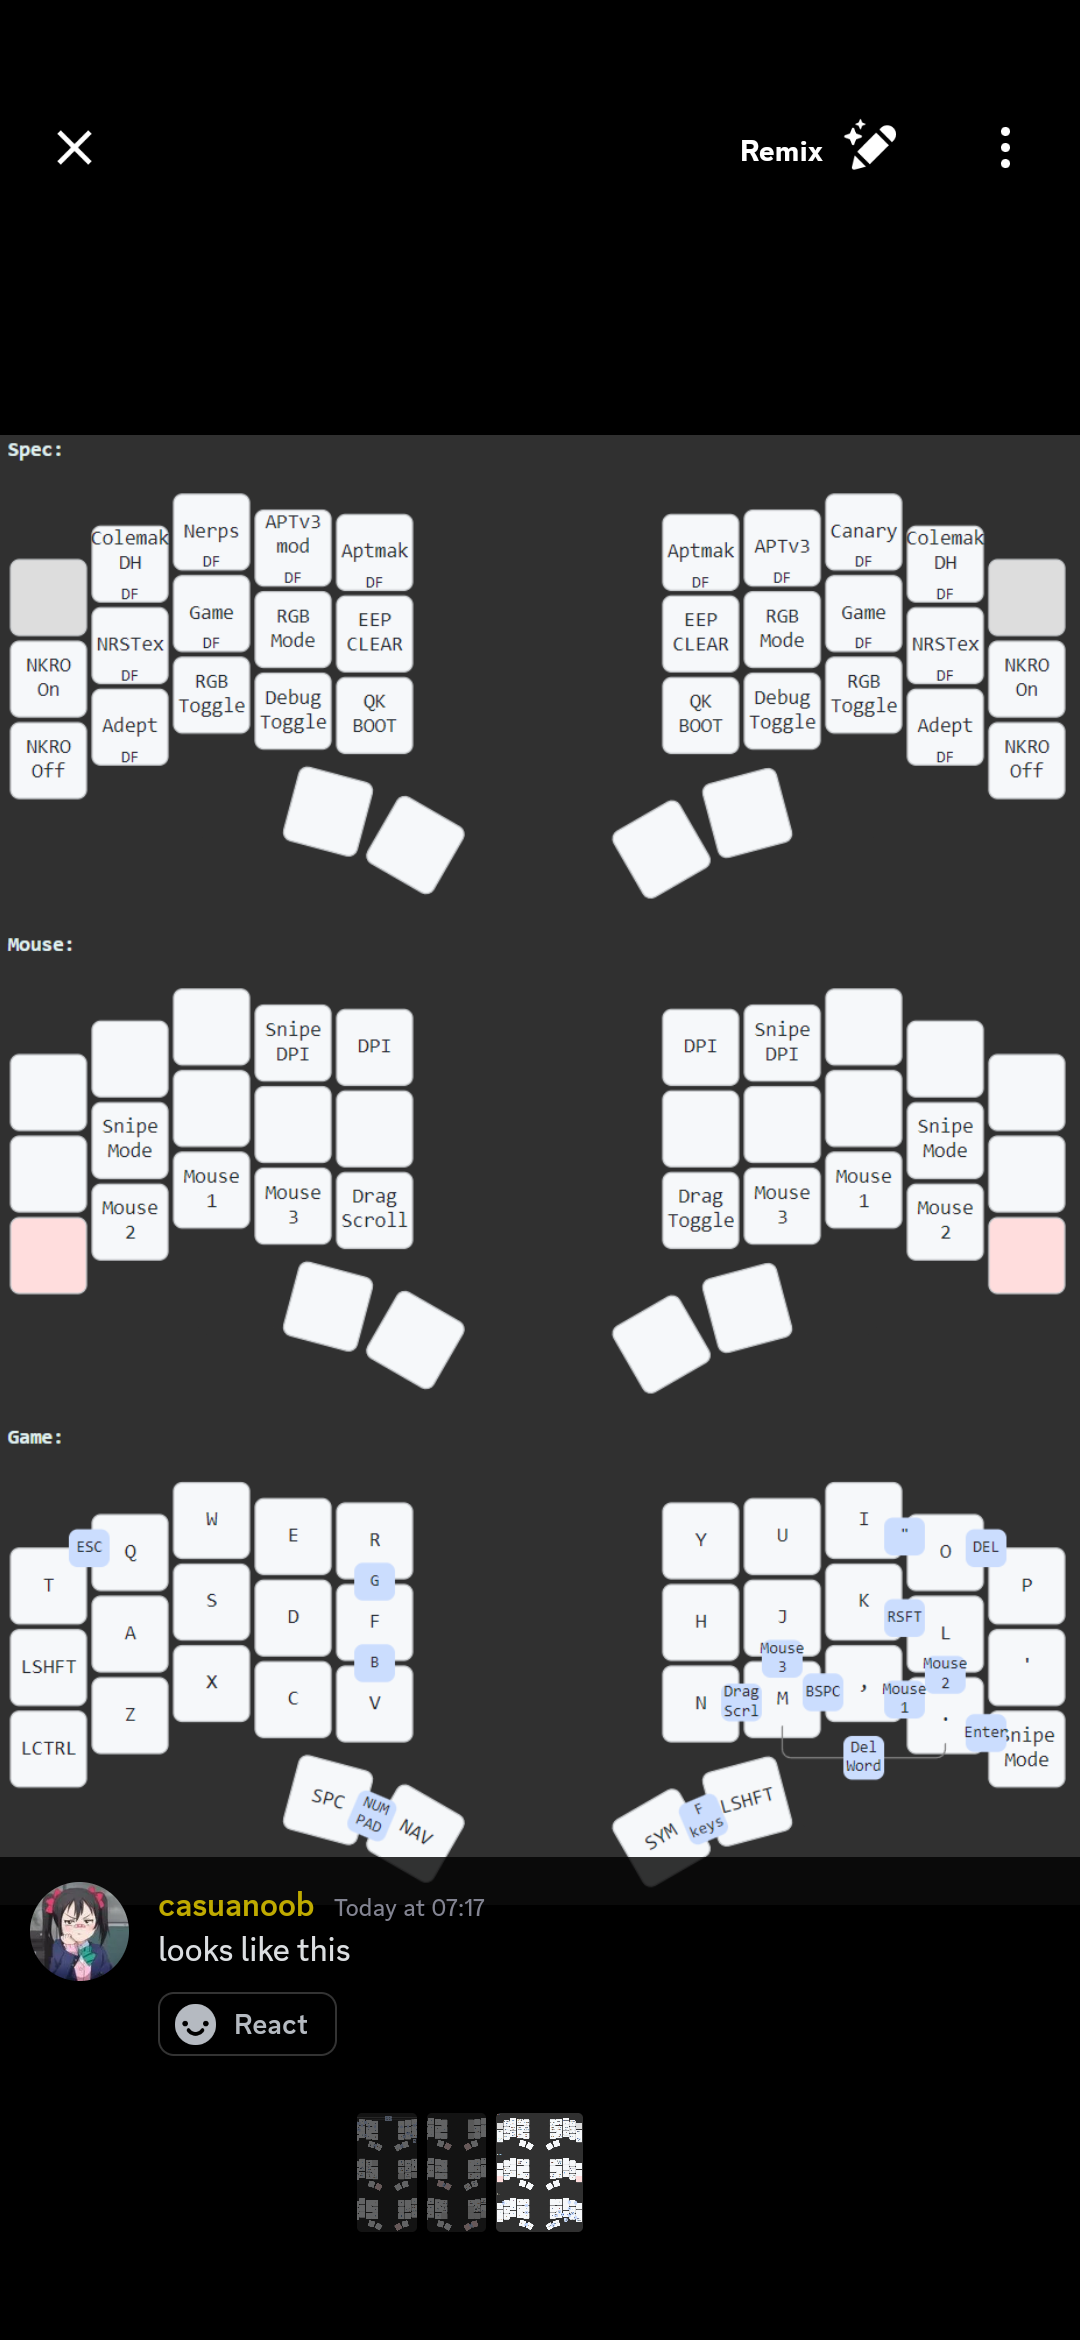 Remix
Spec:
Colemak
DH
DF
Nerps
DF
APTv3
mod
DF
Aptmak
DF
Aptmak
DF
APTv3
DF
Canary
DF
Colemak
DH
DF
NKRO
On
NRSTex
DF
Game
DF
RGB
Mode
EEP
CLEAR
EEP
CLEAR
RGB
Mode
Game
DF
NRSTex
DF
NKRO
On
NKRO
Off
Adept
DF
RGB
Toggle
Debug
Toggle
QK
BOOT
QK
BOOT
Debug
Toggle
RGB
Toggle
Adept
DF
NKRO
Off
Mouse:
Snipe
DPI
DPI
DPI
Snipe
DPI
Snipe
Mode
Snipe
Mode
Mouse
2
Mouse
1
Mouse
3
Drag
Scroll
Drag
Toggle
Mouse
3
Mouse
1
Mouse
2
Game:
T
ESC
Q
W
E
R
Y
U
I
"
O
DEL
P
G
LSHFT
A
S
D
F
H
J
K
RSFT
L
'
B
Mouse
3
Mouse
2
LCTRL
Z
X
C
V
N
Drag
Scrl
M
BSPC
,
Mouse
1
.
Enter
Snipe
Mode
Del
Word
SPC
NUM
PAD
NAV
SYM
F
keys
LSHFT
casuanoob Today at 07:17
looks like this
React